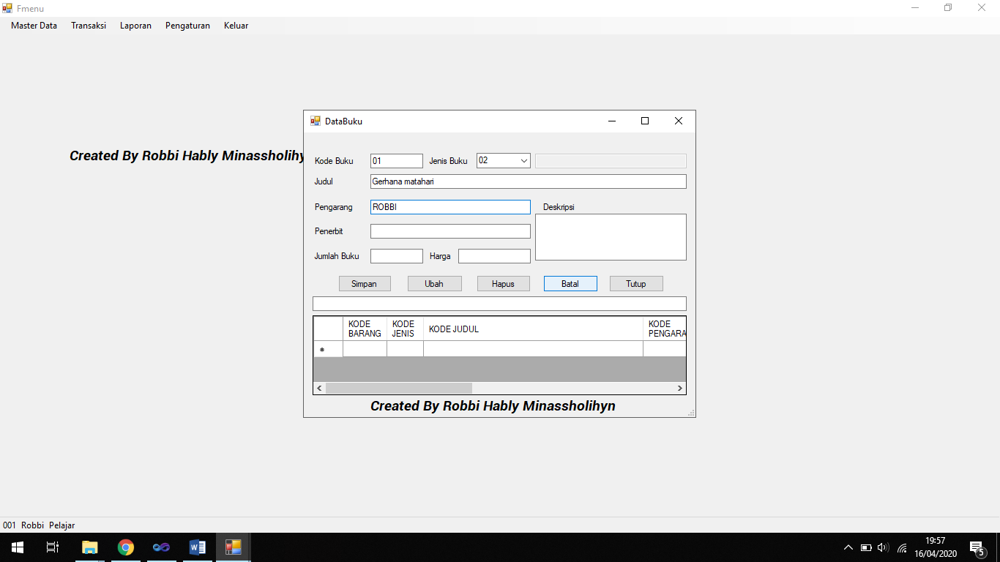 Fmenu
Master Data Transaksi Laporan Pengaturan Keluar
DataBuku
Created By Robbi Hably Minassholihy
Kode Buku 01 Jenis Buku 02
Judul Gerhana matahari
Pengarang ROBBI Deskripsi
Penerbit
Jumlah Buku Harga
Simpan Ubah Hapus Batal Tutup
KODE BARANG KODE JENIS KODE JUDUL KODE PENGARA
Created By Robbi Hably Minassholihyn
001 Robbi Pelajar
19:57
16/04/2020
5